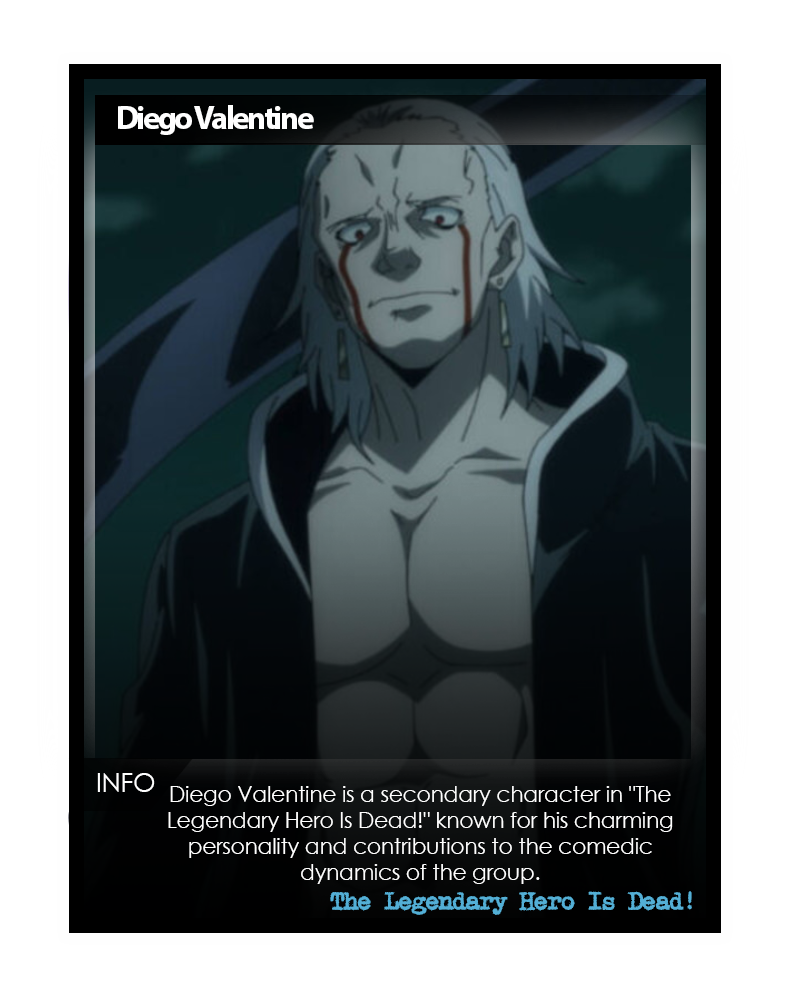 Diego Valentine
INFO
Diego Valentine is a secondary character in "The
Legendary Hero Is Dead!" known for his charming
personality and contributions to the comedic
dynamics of the group.
The Legendary Hero Is Dead!